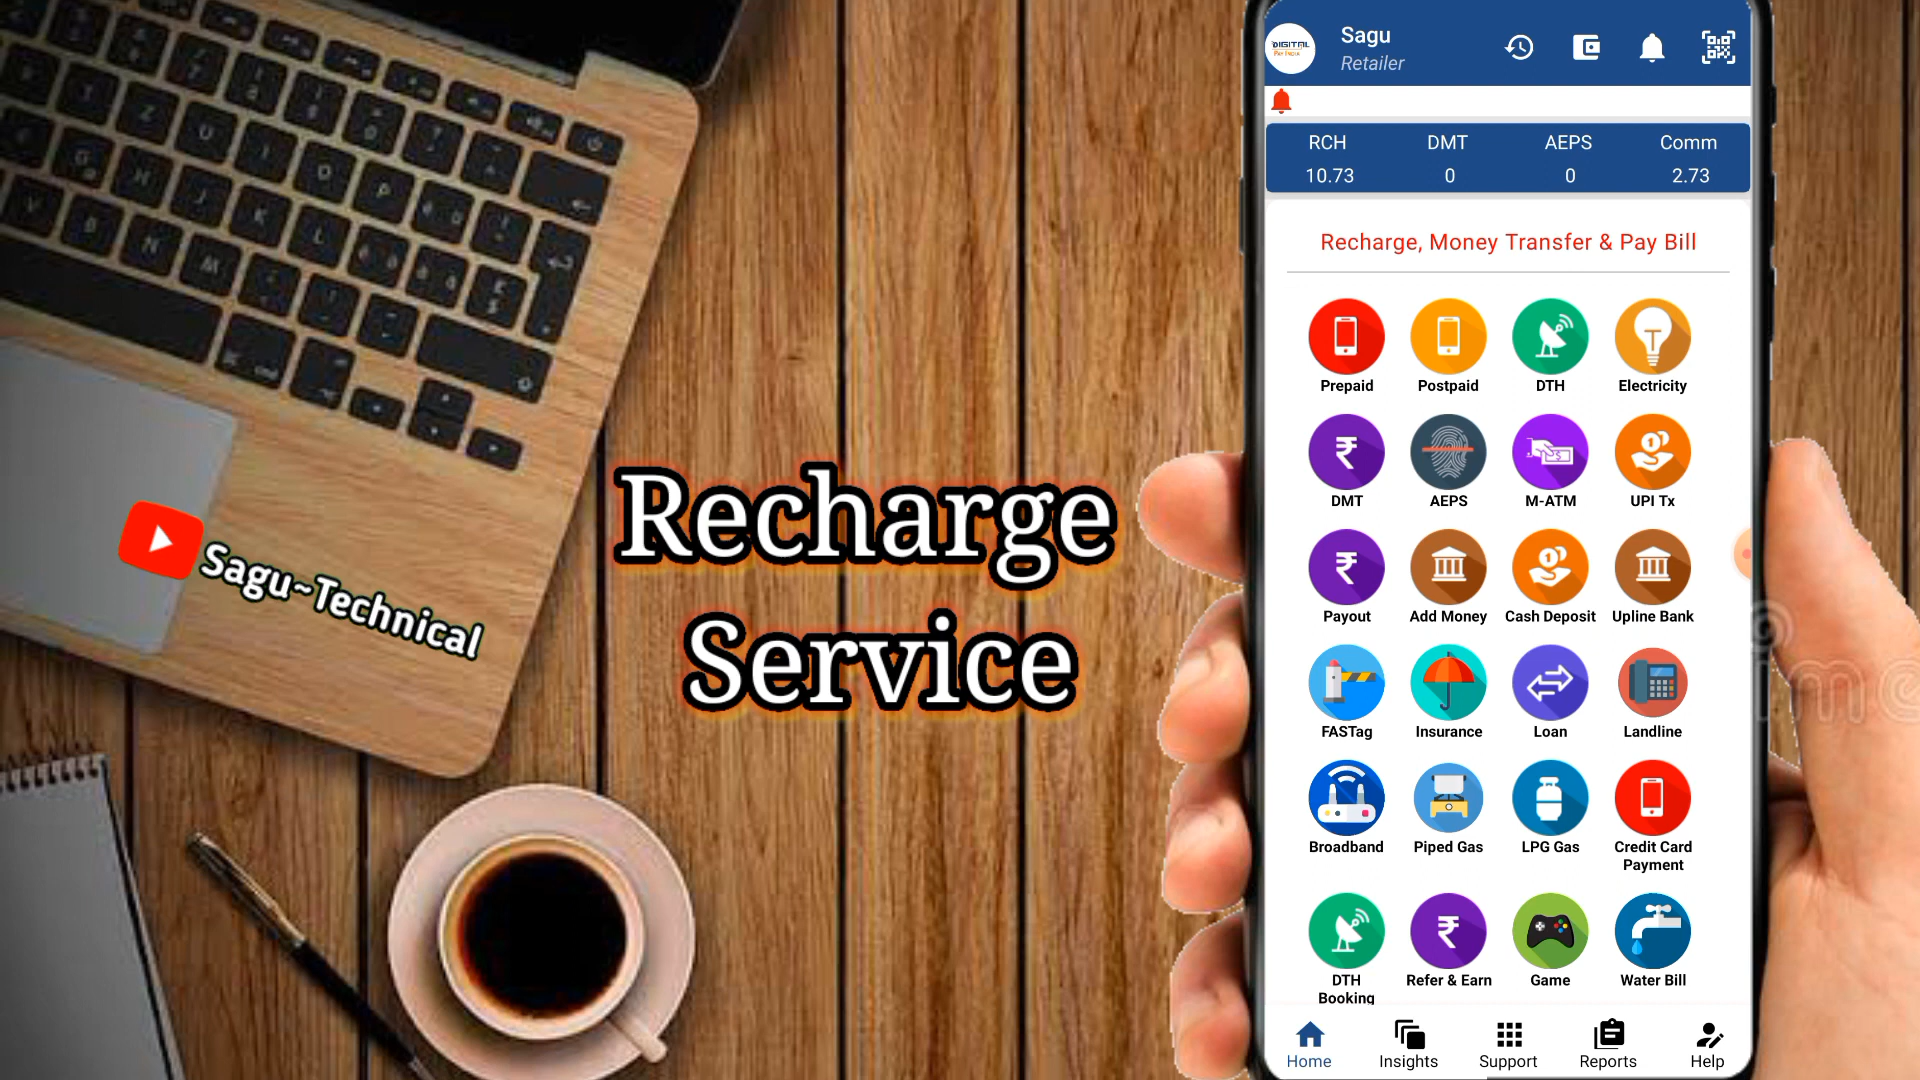 Sagu~Technical
Recharge
Service
DIGITAL
PAY INDIA
Sagu
Retailer
RCH DMT AEPS Comm
10.73 0 0 2.73
Recharge, Money Transfer & Pay Bill
Prepaid Postpaid DTH Electricity
DMT AEPS M-ATM UPI Tx
Payout Add Money Cash Deposit Upline Bank
FASTag Insurance Loan Landline
Broadband Piped Gas LPG Gas Credit Card
Payment
DTH Refer & Earn Game Water Bill
Booking
Home Insights Support Reports Help